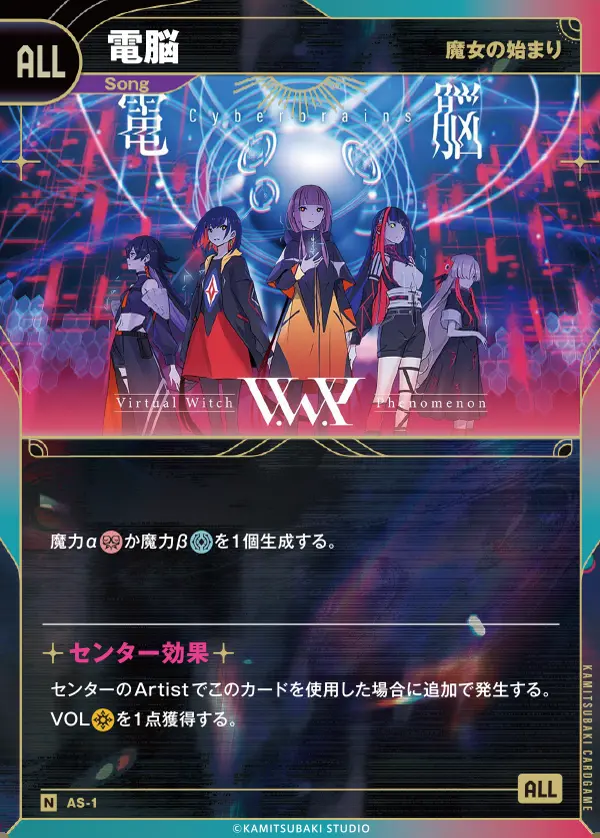 ALL
電脳
魔女の始まり
Song
電 Cyberbrains 脳
Virtual Witch V.W.P Phenomenon
魔力αか魔力βを1個生成する。
センター効果
センターのArtistでこのカードを使用した場合に追加で発生する。
VOLを1点獲得する。
ALL
N AS-1
©KAMITSUBAKI STUDIO
KAMITSUBAKI CARDGAME